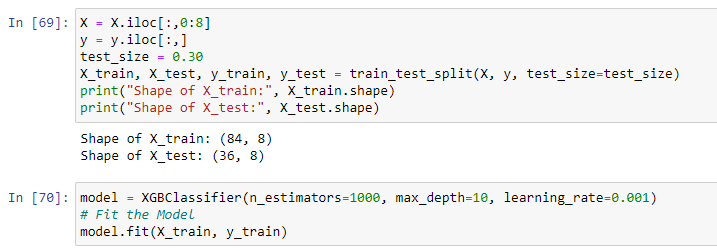 In [69]: X = X.iloc[:,0:8]
y = y.iloc[:,]
test_size = 0.30
X_train, X_test, y_train, y_test = train_test_split(X, y, test_size=test_size)
print("Shape of X_train:", X_train.shape)
print("Shape of X_test:", X_test.shape)
Shape of X_train: (84, 8)
Shape of X_test: (36, 8)
In [70]: model = XGBClassifier(n_estimators=1000, max_depth=10, learning_rate=0.001)
# Fit the Model
model.fit(X_train, y_train)